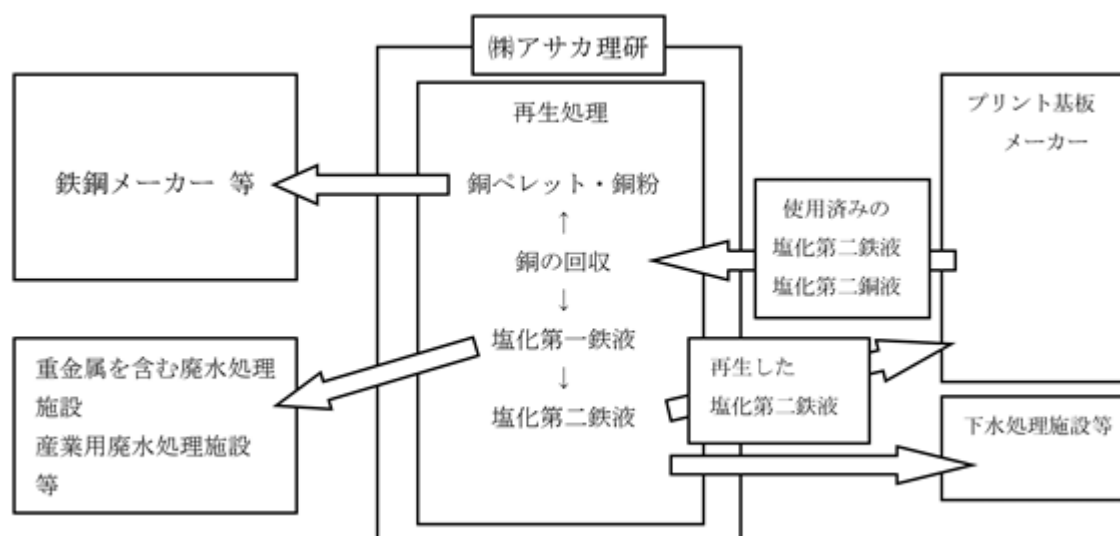 ㈱アサカ理研
鉄鋼メーカー 等
重金属を含む廃水処理
施設
産業用廃水処理施設
等
再生処理
銅ペレット・銅粉
↑
銅の回収
↓
塩化第一鉄液
↓
塩化第二鉄液
使用済みの
塩化第二鉄液
塩化第二銅液
再生した
塩化第二鉄液
プリント基板
メーカー
下水処理施設等